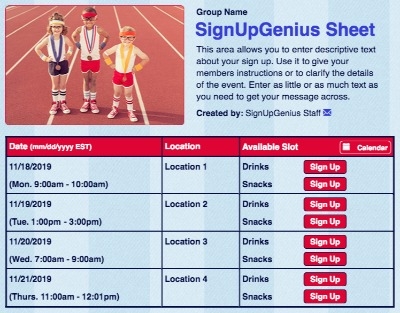 Group Name
SignUpGenius Sheet
This area allows you to enter descriptive text
about your sign up. Use it to give your
members instructions or to clarify the details
of the event. Enter as little or as much text as
you need to get your message across.
Created by: SignUpGenius Staff
Date (mm/dd/yyyy EST) Location Available Slot Calendar
11/18/2019 Location 1 Drinks Sign Up
(Mon. 9:00am - 10:00am) Snacks Sign Up
11/19/2019 Location 2 Drinks Sign Up
(Tue. 1:00pm - 3:00pm) Snacks Sign Up
11/20/2019 Location 3 Drinks Sign Up
(Wed. 7:00am - 9:00am) Snacks Sign Up
11/21/2019 Location 4 Drinks Sign Up
(Thurs. 11:00am - 12:01pm) Snacks Sign Up